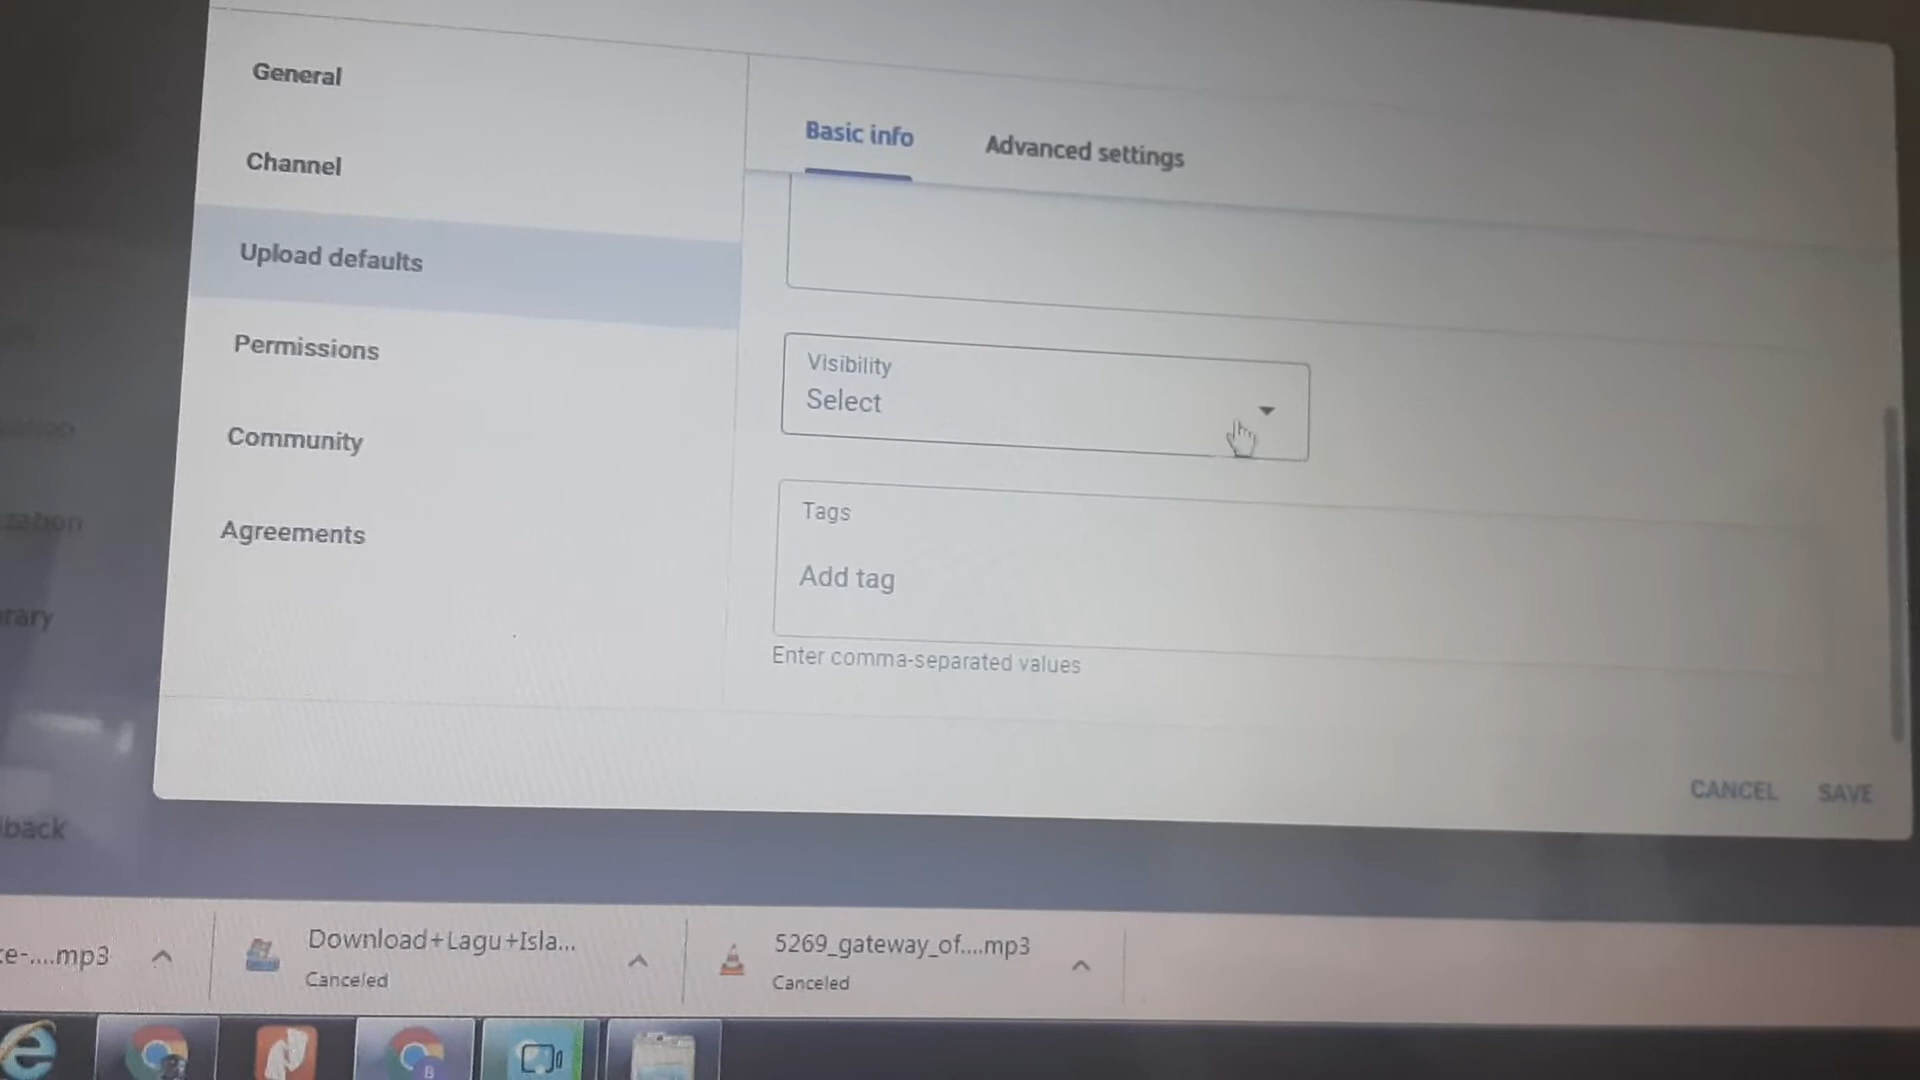 General
Channel
Upload defaults
Permissions
Community
Agreements
Basic info
Advanced settings
Visibility
Select
Tags
Add tag
Enter comma-separated values
CANCEL
SAVE
zation
rary
back
e-....mp3
Download+Lagu+Isla...
Canceled
5269_gateway_of....mp3
Canceled